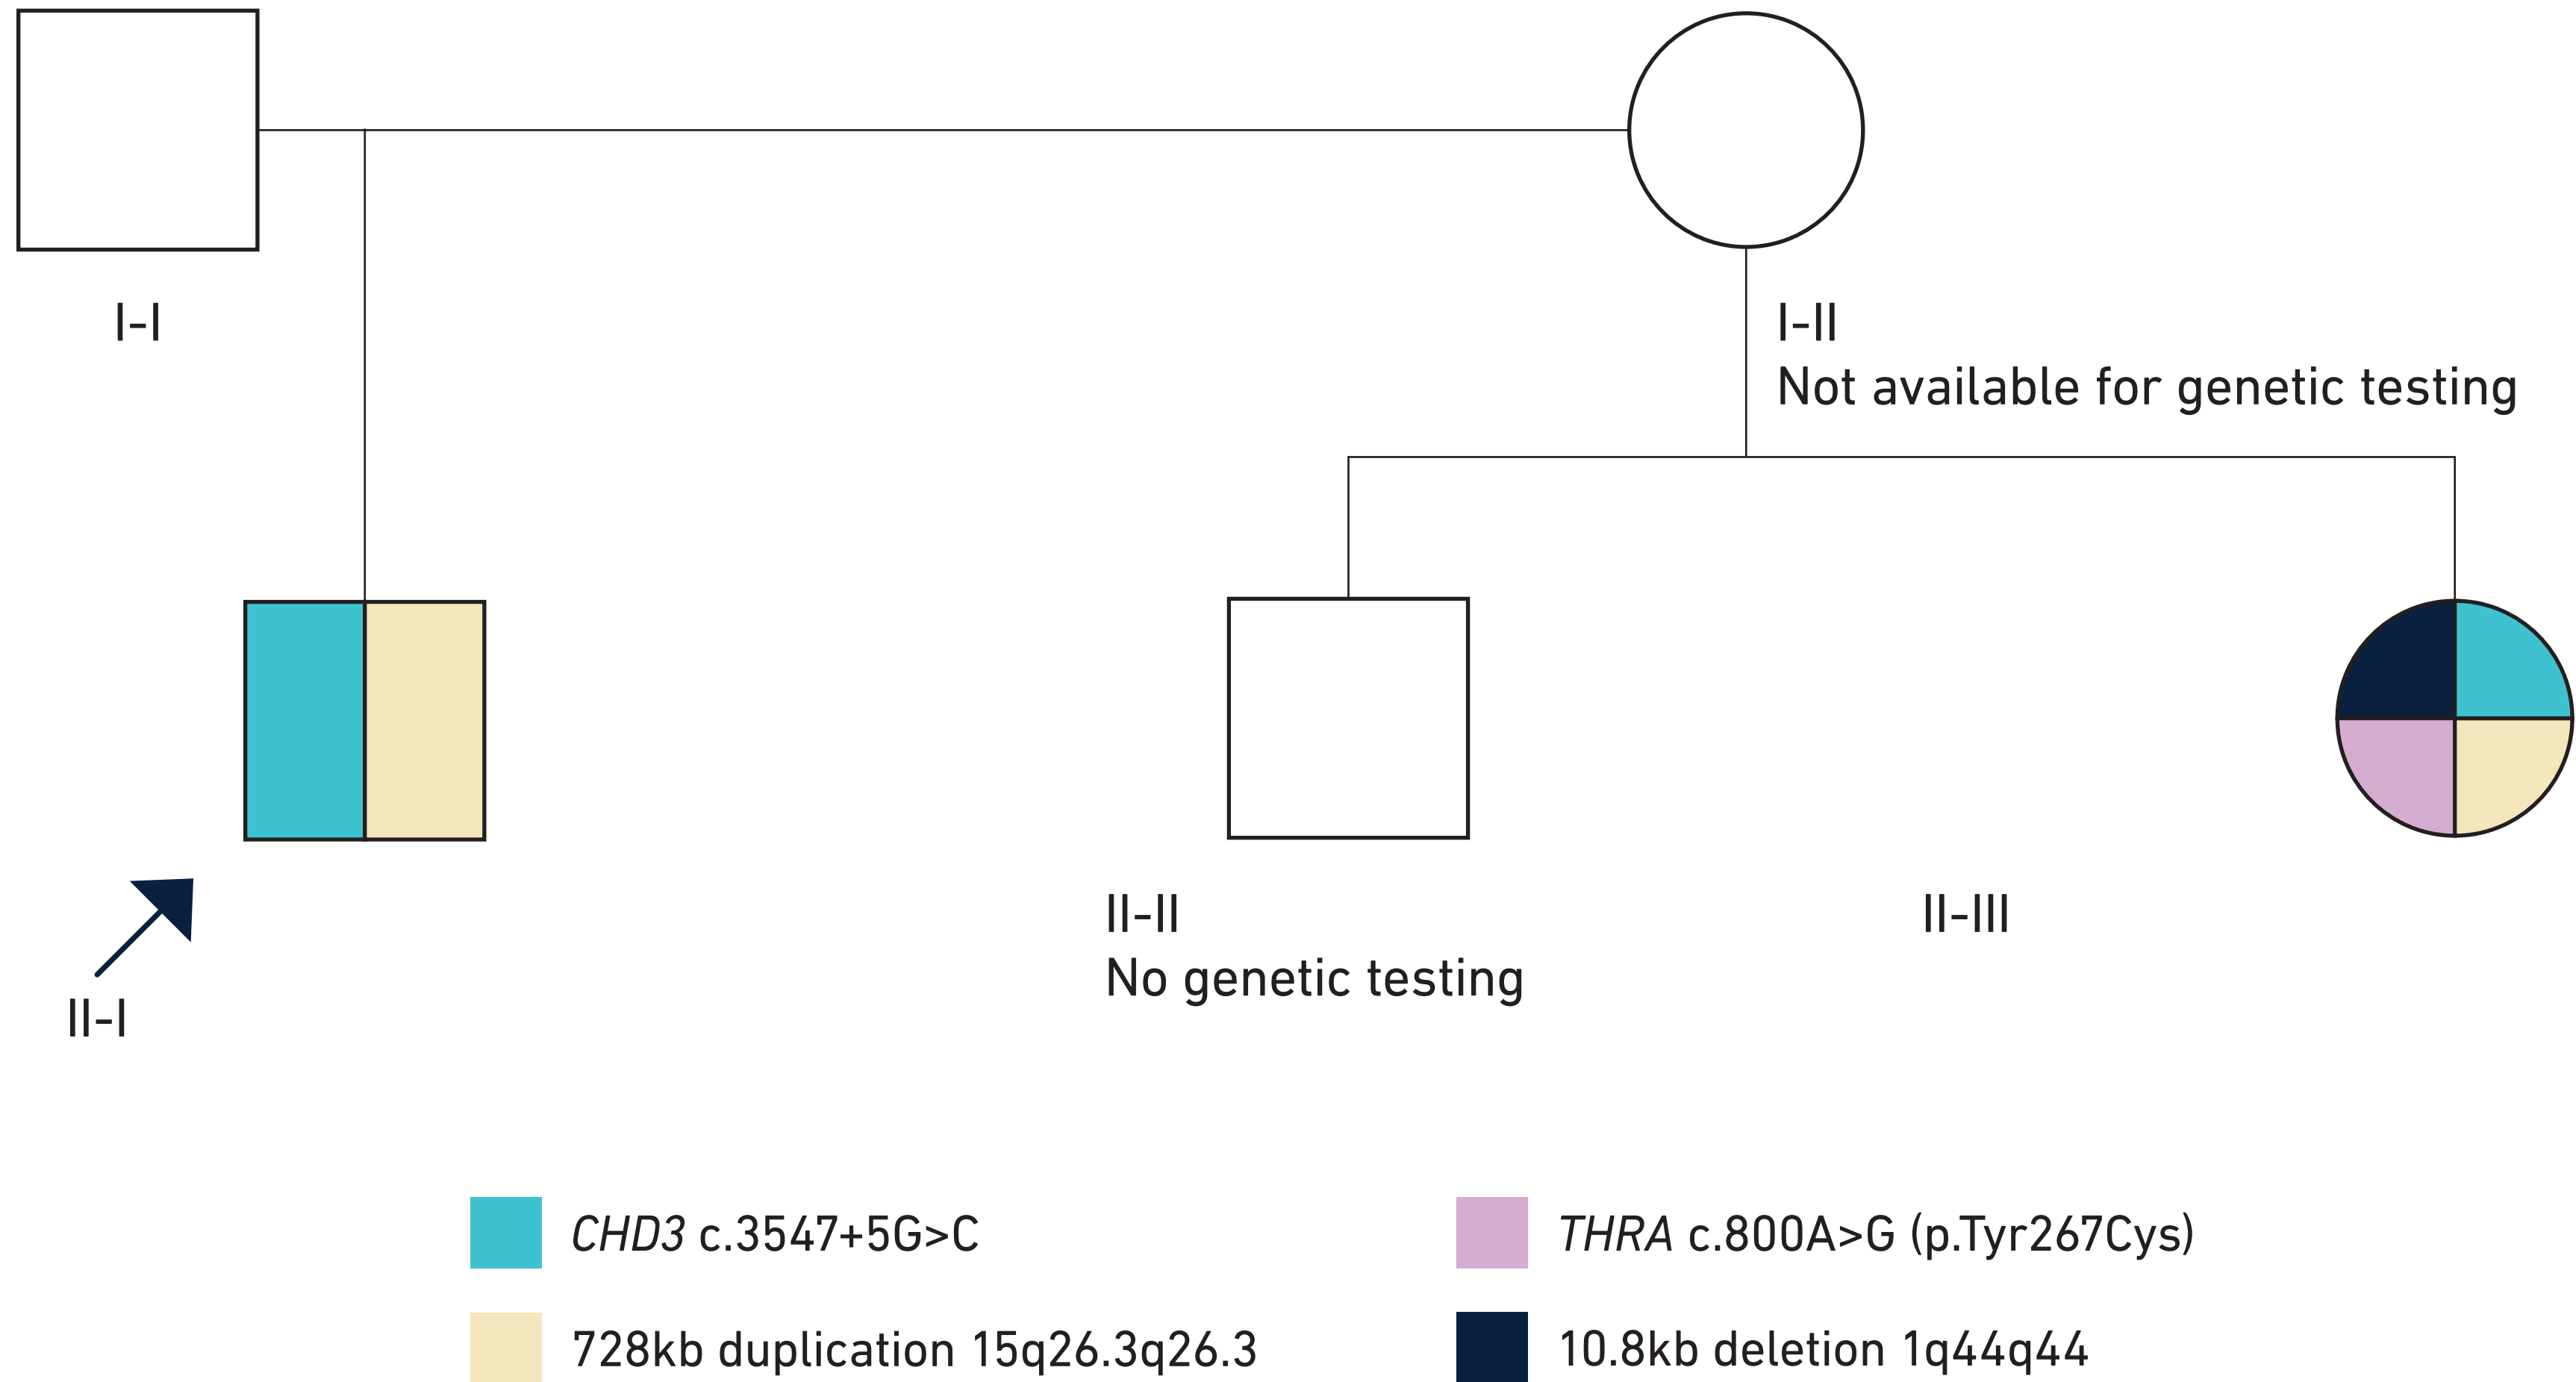 I-I
I-II
Not available for genetic testing
II-II
No genetic testing
II-III
II-I
CHD3 c.3547+5G>C
THRA c.800A>G (p.Tyr267Cys)
728kb duplication 15q26.3q26.3
10.8kb deletion 1q44q44